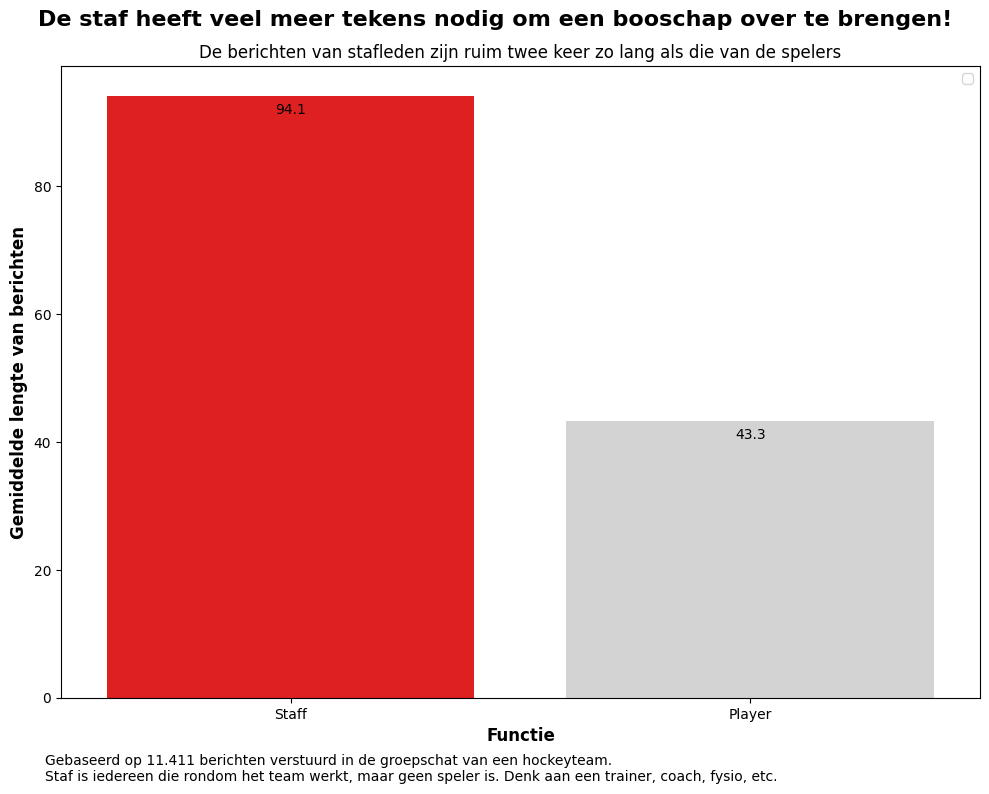 De staf heeft veel meer tekens nodig om een booschap over te brengen!
De berichten van stafleden zijn ruim twee keer zo lang als die van de spelers
94.1
43.3
80
60
40
20
0
Gemiddelde lengte van berichten
Staff
Player
Functie
Gebaseerd op 11.411 berichten verstuurd in de groepschat van een hockeyteam.
Staf is iedereen die rondom het team werkt, maar geen speler is. Denk aan een trainer, coach, fysio, etc.